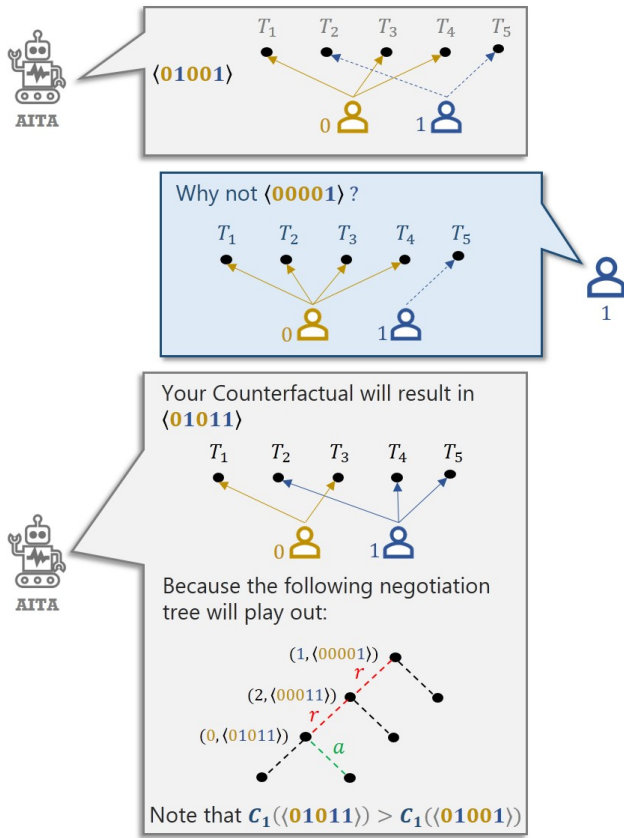 T₁ T₂ T₃ T₄ T₅
⟨01001⟩
AITA
0 1
Why not ⟨00001⟩ ?
T₁ T₂ T₃ T₄ T₅
0 1
1
Your Counterfactual will result in
⟨01011⟩
T₁ T₂ T₃ T₄ T₅
0 1
AITA
Because the following negotiation
tree will play out:
(1, ⟨00001⟩)
r
(2, ⟨00011⟩)
r
(0, ⟨01011⟩)
a
Note that C₁(⟨01011⟩) > C₁(⟨01001⟩)